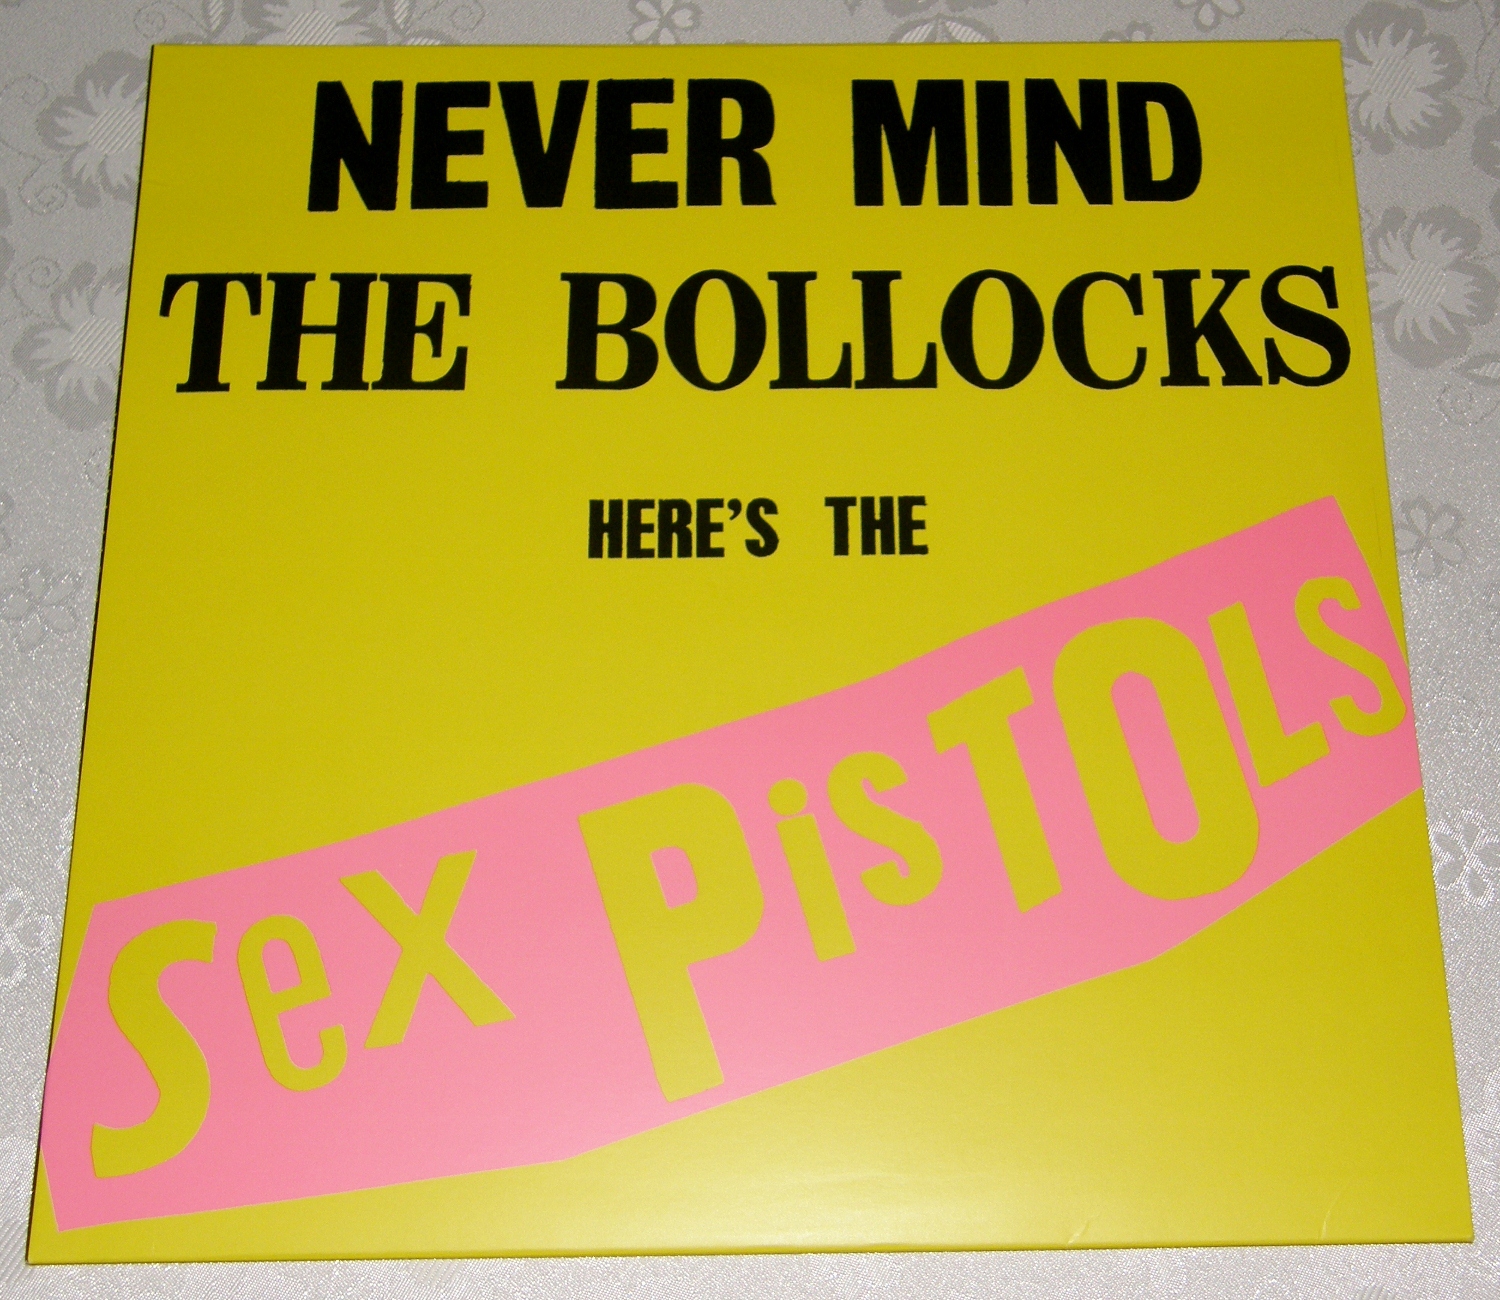 NEVER MIND
THE BOLLOCKS
HERE'S THE
Sex PiSTOLS